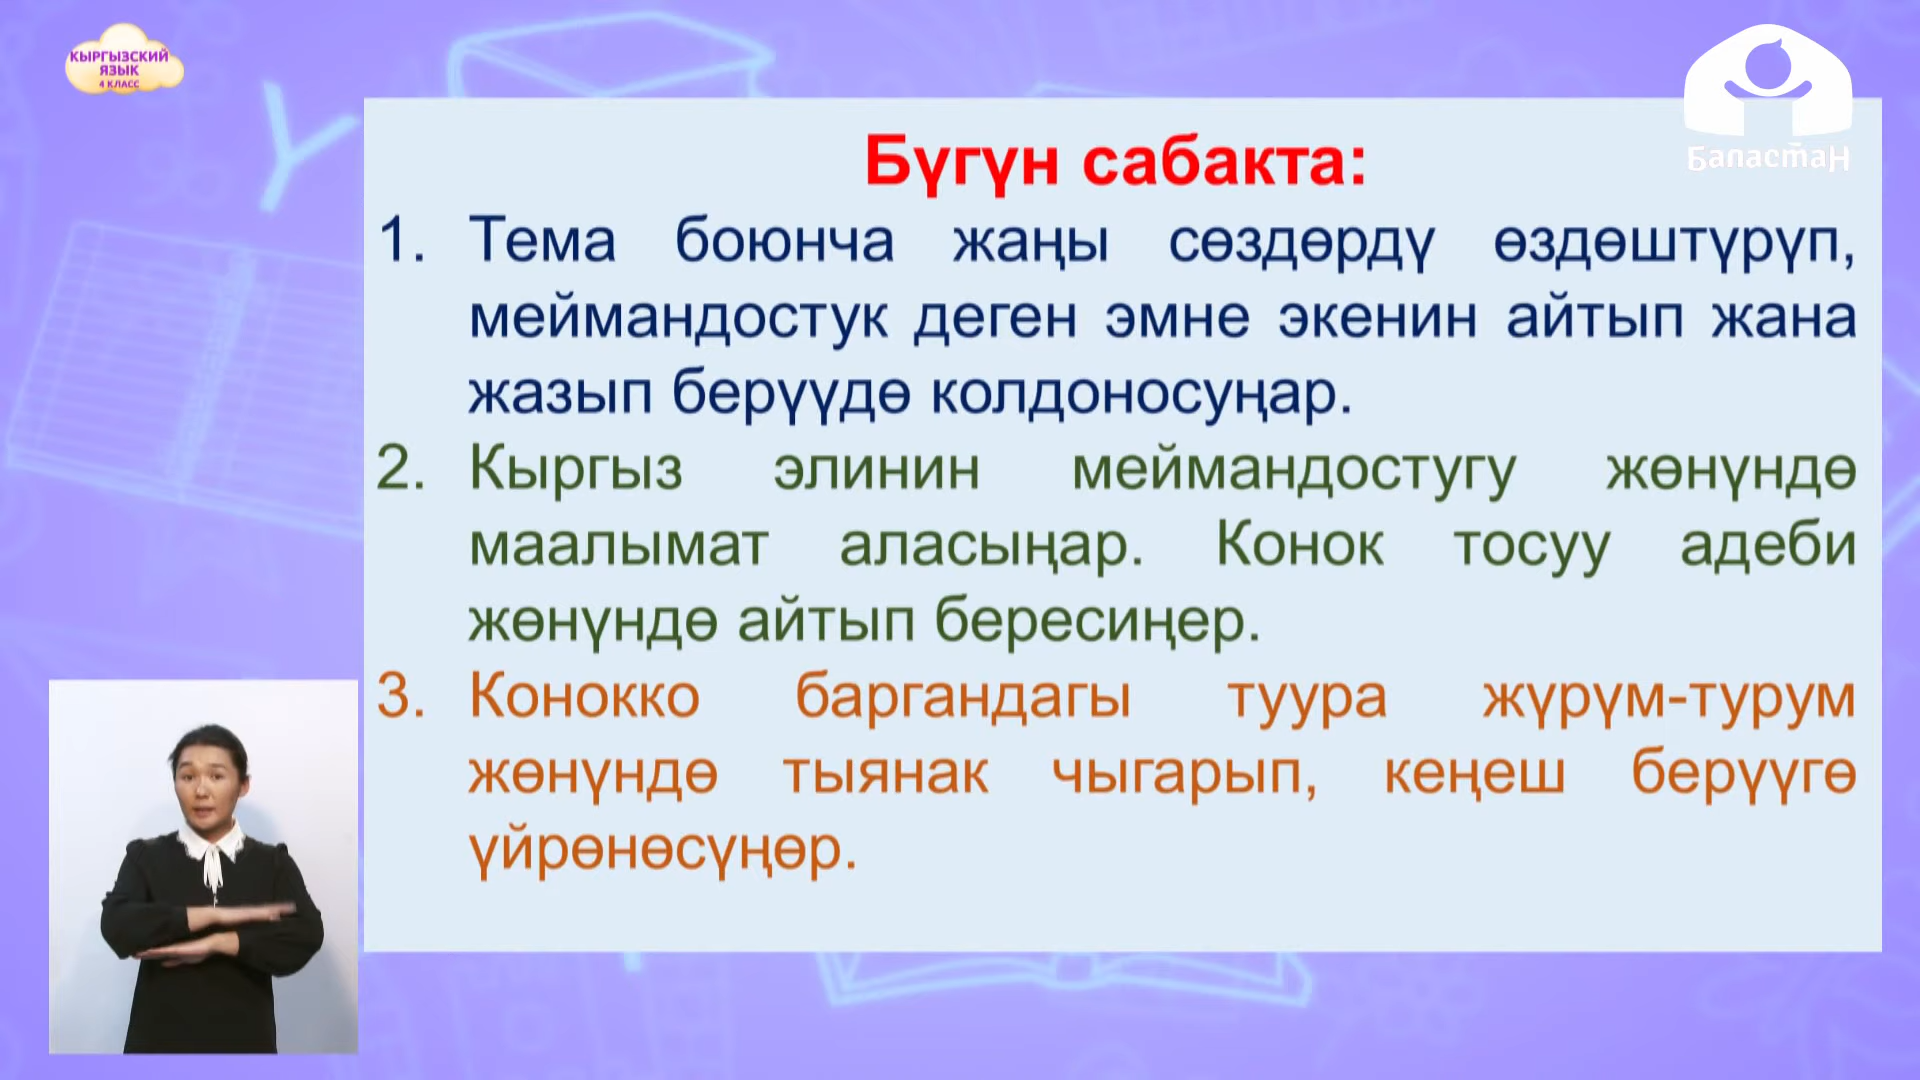 КЫРГЫЗСКИЙ
ЯЗЫК
4 КЛАСС
Баластан
Бүгүн сабакта:
1. Тема боюнча жаңы сөздөрдү өздөштүрүп,
меймандостук деген эмне экенин айтып жана
жазып берүүдө колдоносуңар.
2. Кыргыз элинин меймандостугу жөнүндө
маалымат аласыңар. Конок тосуу адеби
жөнүндө айтып бересиңер.
3. Конокко баргандагы туура жүрүм-турум
жөнүндө тыянак чыгарып, кеңеш берүүгө
үйрөнөсүңөр.